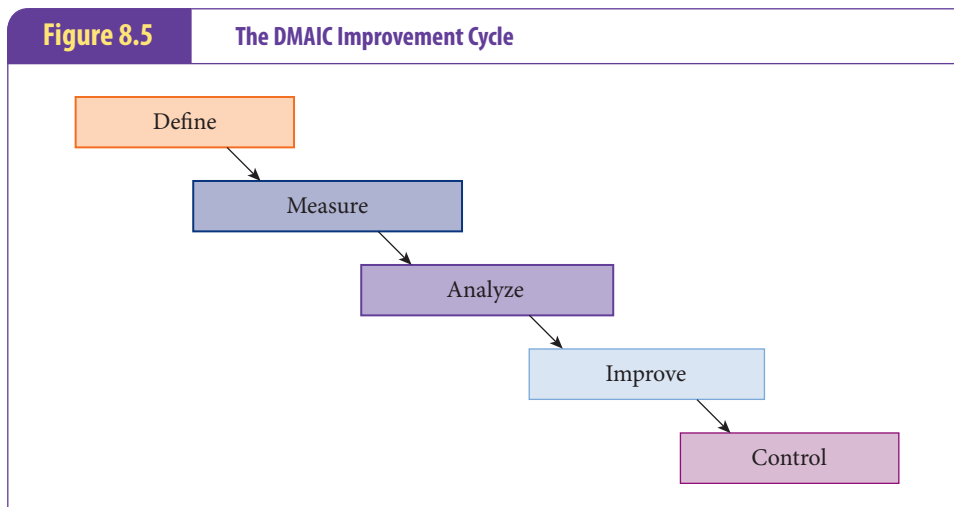 Figure 8.5 The DMAIC Improvement Cycle
Define
Measure
Analyze
Improve
Control